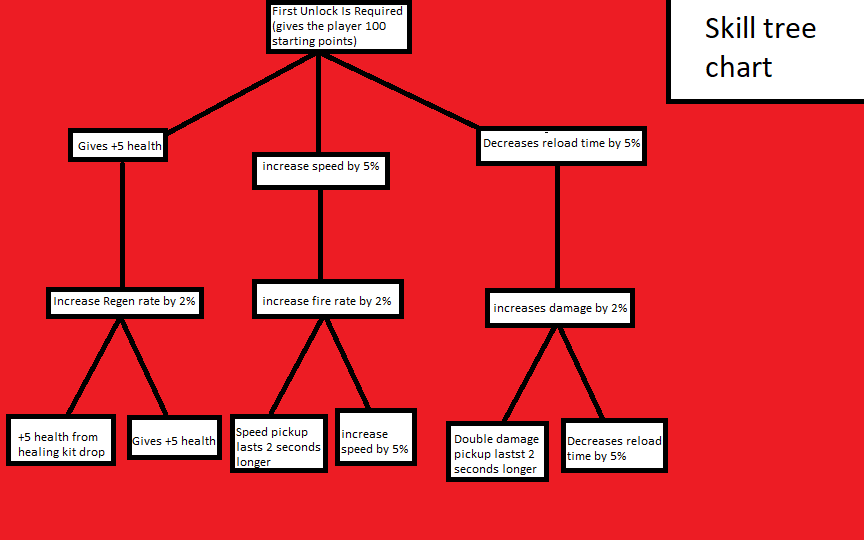 First Unlock Is Required
(gives the player 100
starting points)
Skill tree
chart
Gives +5 health
increase speed by 5%
Decreases reload time by 5%
Increase Regen rate by 2%
increase fire rate by 2%
increases damage by 2%
+5 health from
healing kit drop
Gives +5 health
Speed pickup
lasts 2 seconds
longer
increase
speed by 5%
Double damage
pickup lastst 2
seconds longer
Decreases reload
time by 5%